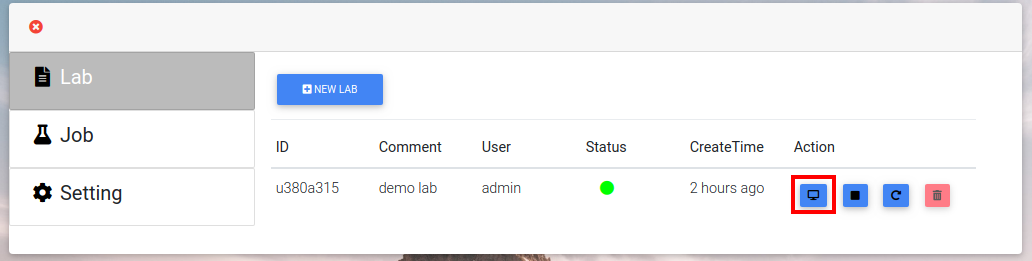 Lab
Job
Setting
NEW LAB
ID Comment User Status CreateTime Action
u380a315 demo lab admin 2 hours ago